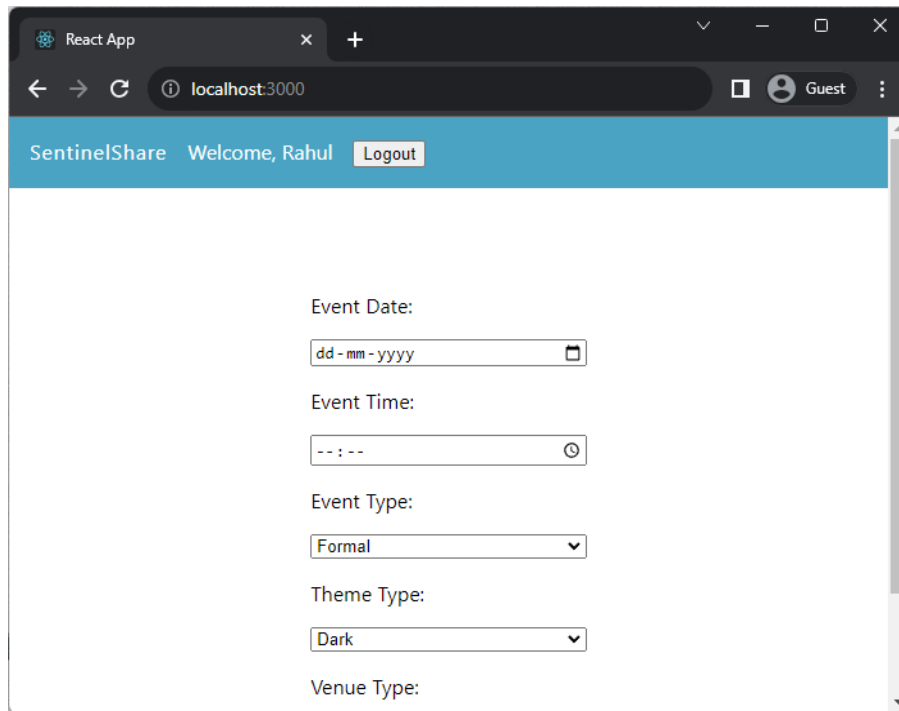 React App
localhost:3000
Guest
SentinelShare Welcome, Rahul Logout
Event Date:
dd-mm-yyyy
Event Time:
--:--
Event Type:
Formal
Theme Type:
Dark
Venue Type: